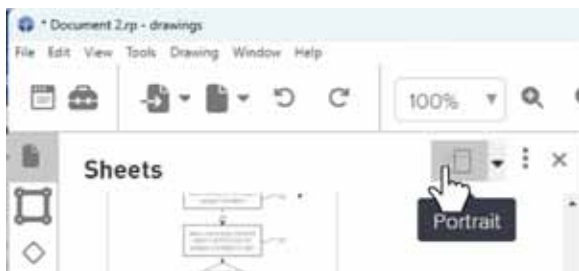 * Document 2.rp - drawings
File Edit View Tools Drawing Window Help
100%
Sheets
Portrait